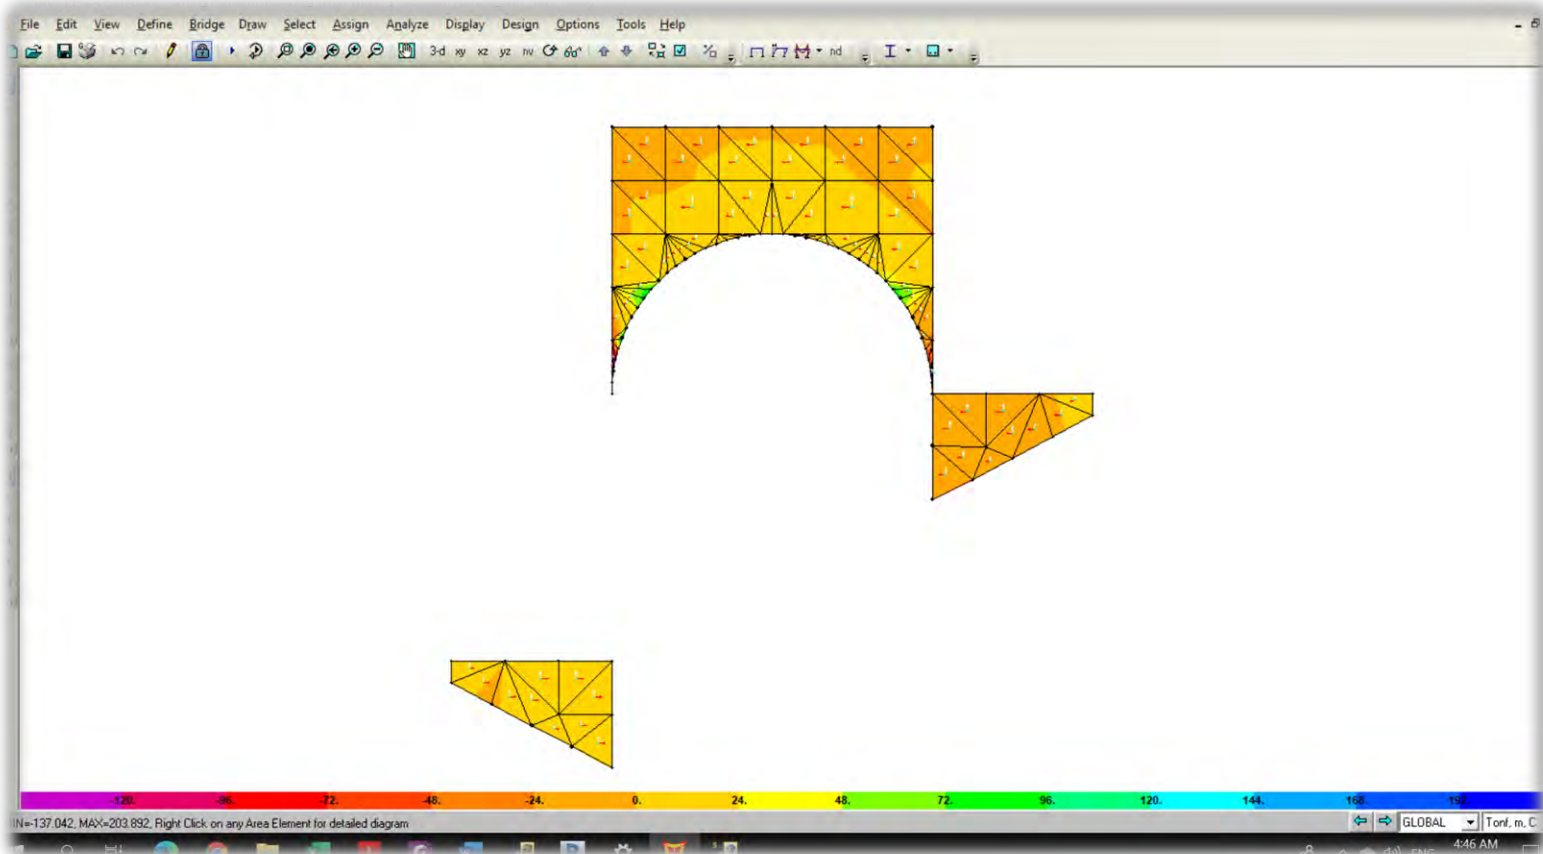 File Edit View Define Bridge Draw Select Assign Analyze Display Design Options Tools Help
3-d xy xz yz nv nd
-120. -96. -72. -48. -24. 0. 24. 48. 72. 96. 120. 144. 168. 192.
IN=-137.042, MAX=203.892, Right Click on any Area Element for detailed diagram
GLOBAL Tonf, m, C
ENG 4:46 AM